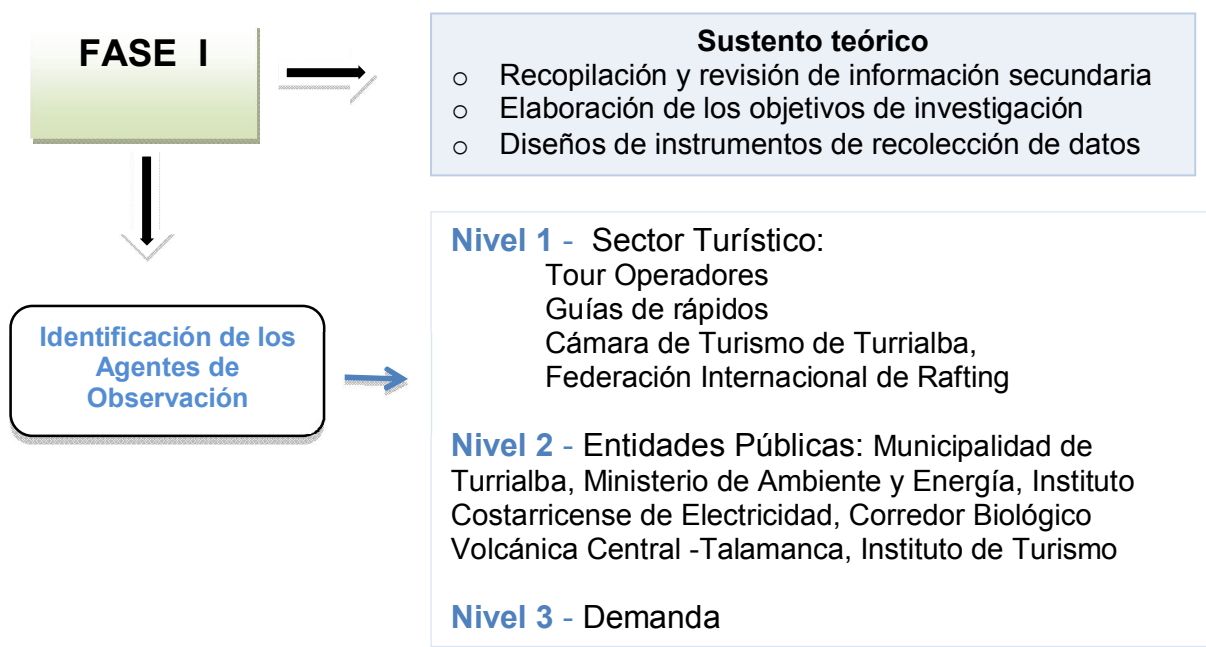 FASE I
Sustento teórico
o Recopilación y revisión de información secundaria
o Elaboración de los objetivos de investigación
o Diseños de instrumentos de recolección de datos
Identificación de los
Agentes de
Observación
Nivel 1 - Sector Turístico:
Tour Operadores
Guías de rápidos
Cámara de Turismo de Turrialba,
Federación Internacional de Rafting
Nivel 2 - Entidades Públicas: Municipalidad de
Turrialba, Ministerio de Ambiente y Energía, Instituto
Costarricense de Electricidad, Corredor Biológico
Volcánica Central -Talamanca, Instituto de Turismo
Nivel 3 - Demanda